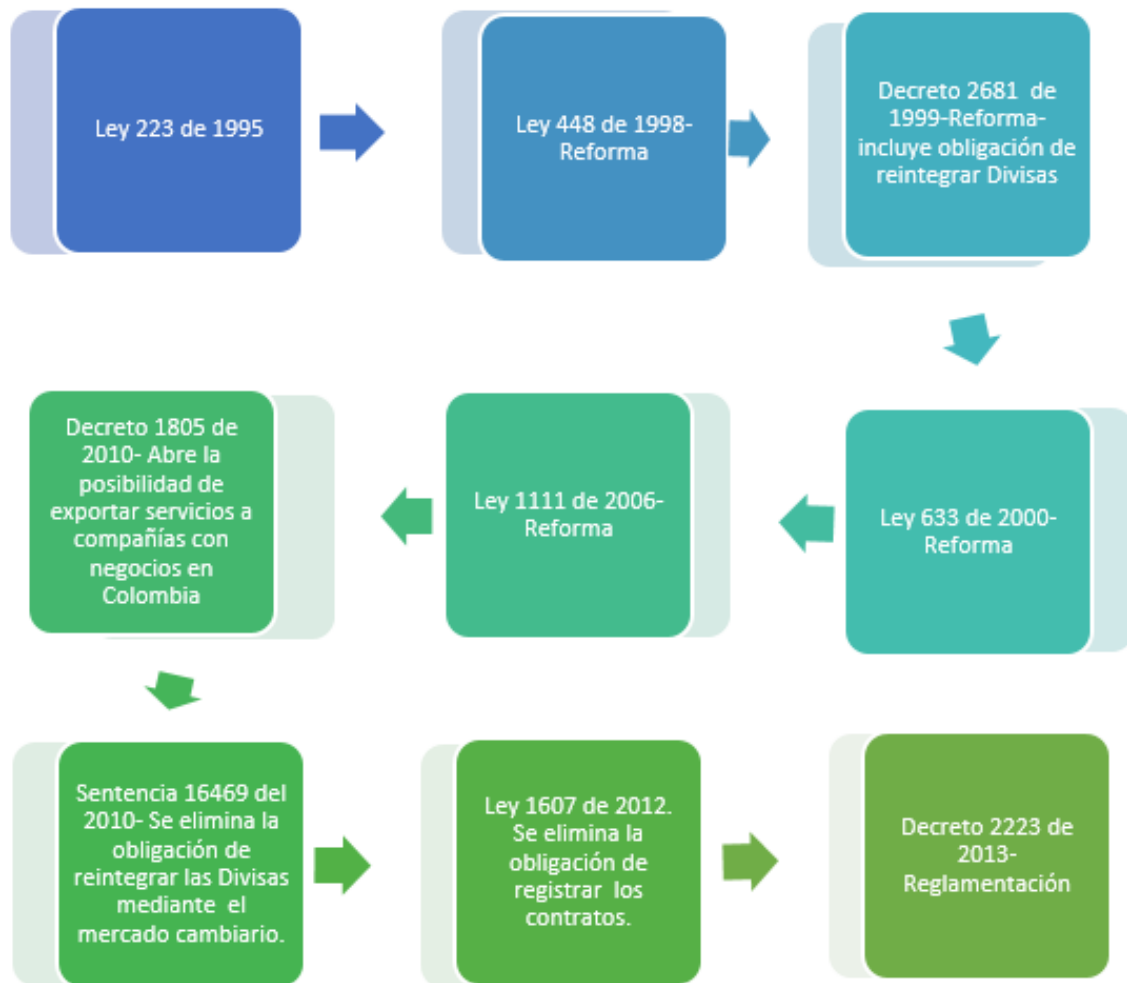 Ley 223 de 1995
Ley 448 de 1998-
Reforma
Decreto 2681  de
1999-Reforma-
incluye obligación de
reintegrar Divisas
Ley 633 de 2000-
Reforma
Ley 1111 de 2006-
Reforma
Decreto 1805 de
2010- Abre la
posibilidad de
exportar servicios a
compañías con
negocios en
Colombia
Sentencia 16469 del
2010- Se elimina la
obligación de
reintegrar las Divisas
mediante  el
mercado cambiario.
Ley 1607 de 2012.
Se elimina la
obligación de
registrar  los
contratos.
Decreto 2223 de
2013-
Reglamentación